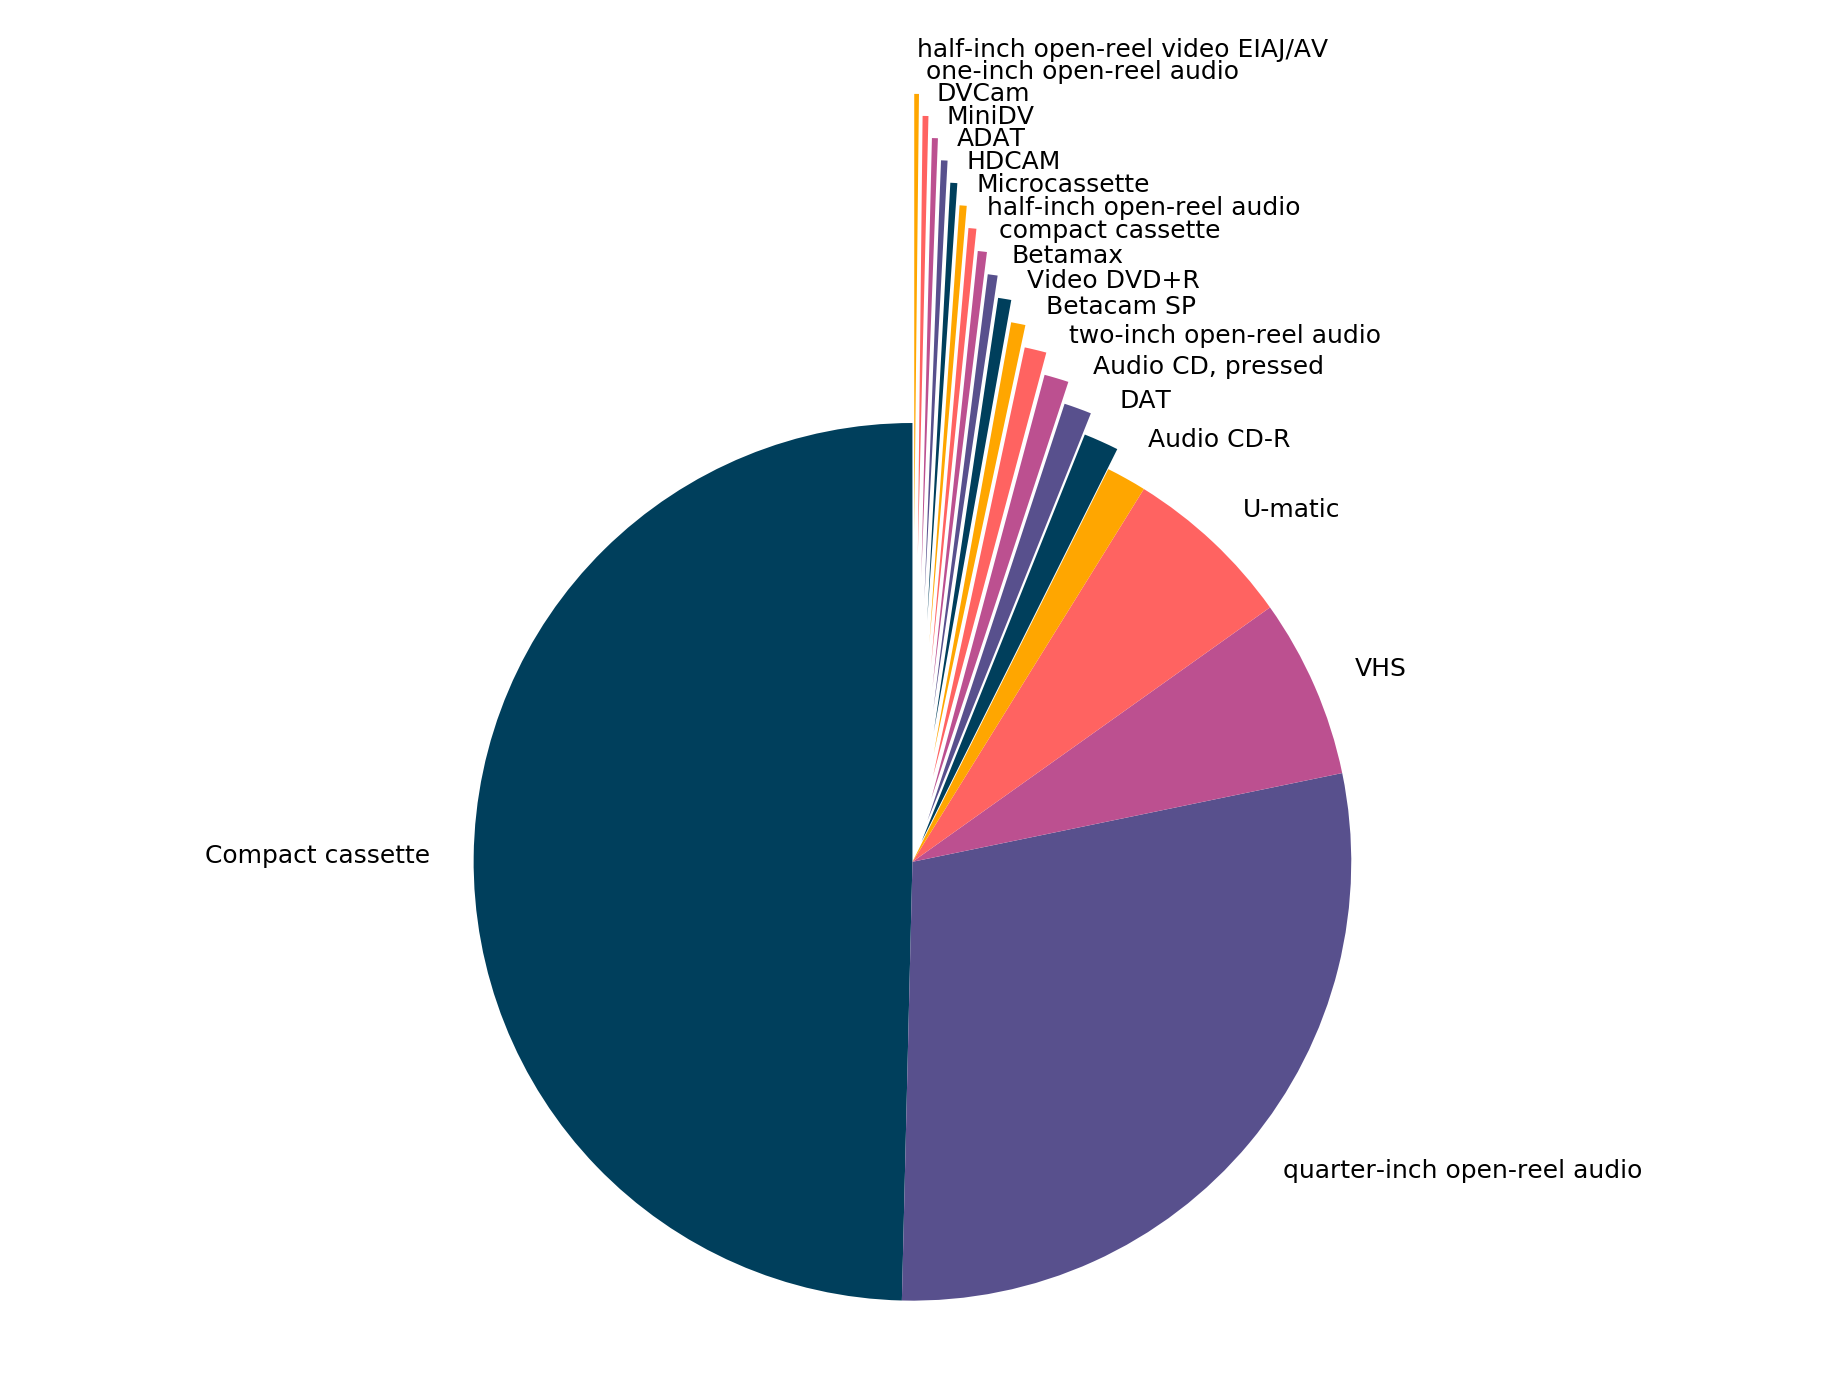 half-inch open-reel video EIAJ/AV
one-inch open-reel audio
DVCam
MiniDV
ADAT
HDCAM
Microcassette
half-inch open-reel audio
compact cassette
Betamax
Video DVD+R
Betacam SP
two-inch open-reel audio
Audio CD, pressed
DAT
Audio CD-R
U-matic
VHS
Compact cassette
quarter-inch open-reel audio